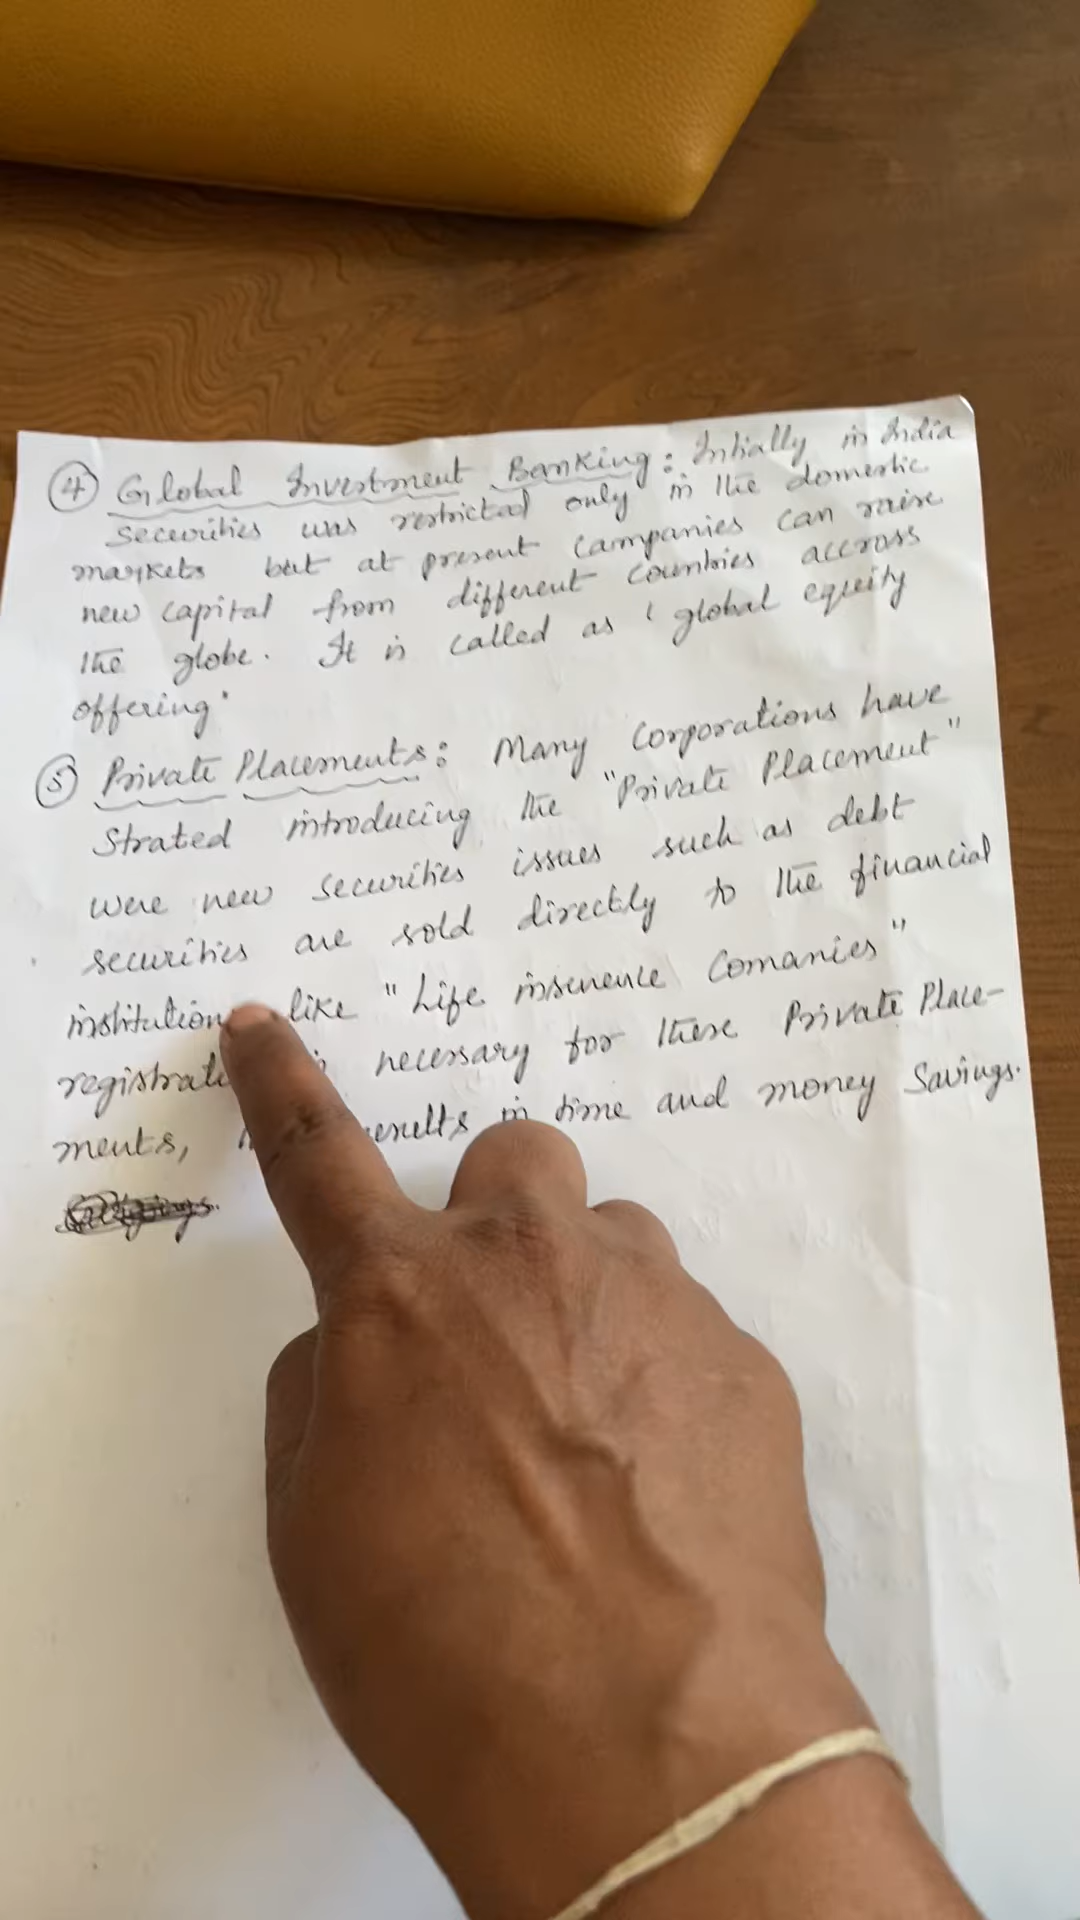 ④ Global Investment Banking: Initially in India
securities was restricted only in the domestic
markets but at present campanies can raise
new capital from different countries accross
the globe. It is called as ' global equity
offering'
⑤ Private Placements: Many Corporations have
Strated introducing the "Private Placement"
were new securities issues such as debt
securities are sold directly to the financial
institution like "Life insurence Comanies"
necessary for these Private Place-
ments, in time and money Savings.